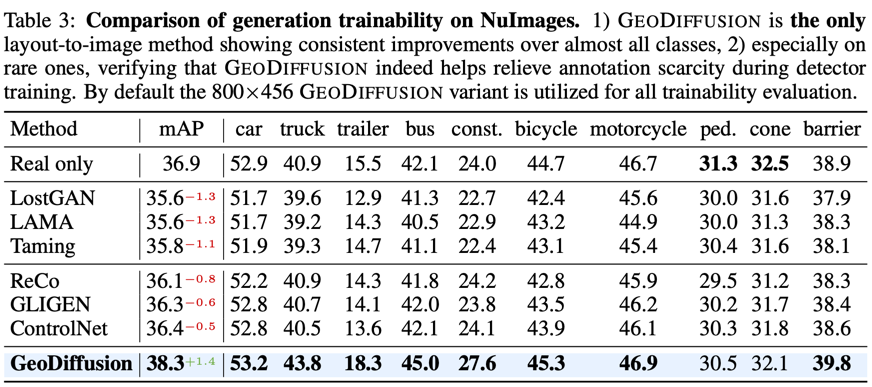 Table 3: Comparison of generation trainability on NuImages. 1) GEODIFFUSION is the only
layout-to-image method showing consistent improvements over almost all classes, 2) especially on
rare ones, verifying that GEODIFFUSION indeed helps relieve annotation scarcity during detector
training. By default the 800×456 GEODIFFUSION variant is utilized for all trainability evaluation.
Method mAP car truck trailer bus const. bicycle motorcycle ped. cone barrier
Real only 36.9 52.9 40.9 15.5 42.1 24.0 44.7 46.7 31.3 32.5 38.9
LostGAN 35.6−1.3 51.7 39.6 12.9 41.3 22.7 42.4 45.6 30.0 31.6 37.9
LAMA 35.6−1.3 51.7 39.2 14.3 40.5 22.9 43.2 44.9 30.0 31.3 38.3
Taming 35.8−1.1 51.9 39.3 14.7 41.1 22.4 43.1 45.4 30.4 31.6 38.1
ReCo 36.1−0.8 52.2 40.9 14.3 41.8 24.2 42.8 45.9 29.5 31.2 38.3
GLIGEN 36.3−0.6 52.8 40.7 14.1 42.0 23.8 43.5 46.2 30.2 31.7 38.4
ControlNet 36.4−0.5 52.8 40.5 13.6 42.1 24.1 43.9 46.1 30.3 31.8 38.6
GeoDiffusion 38.3+1.4 53.2 43.8 18.3 45.0 27.6 45.3 46.9 30.5 32.1 39.8